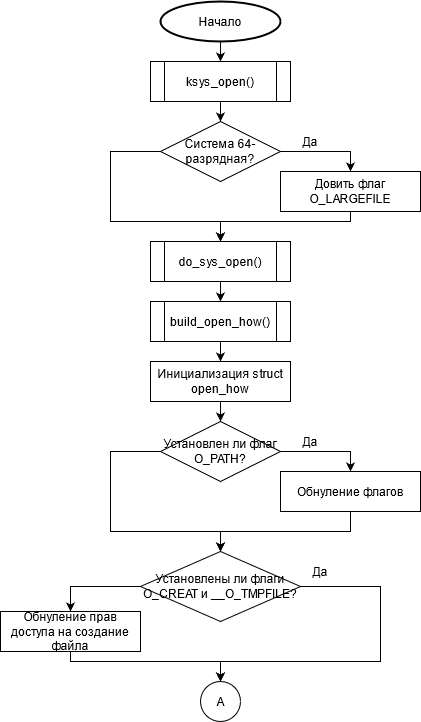 Начало
ksys_open()
Система 64-
разрядная?
Да
Довить флаг
O_LARGEFILE
do_sys_open()
build_open_how()
Инициализация struct
open_how
Установлен ли флаг
O_PATH?
Да
Обнуление флагов
Установлены ли флаги
O_CREAT и __O_TMPFILE?
Да
Обнуление прав
доступа на создание
файла
А